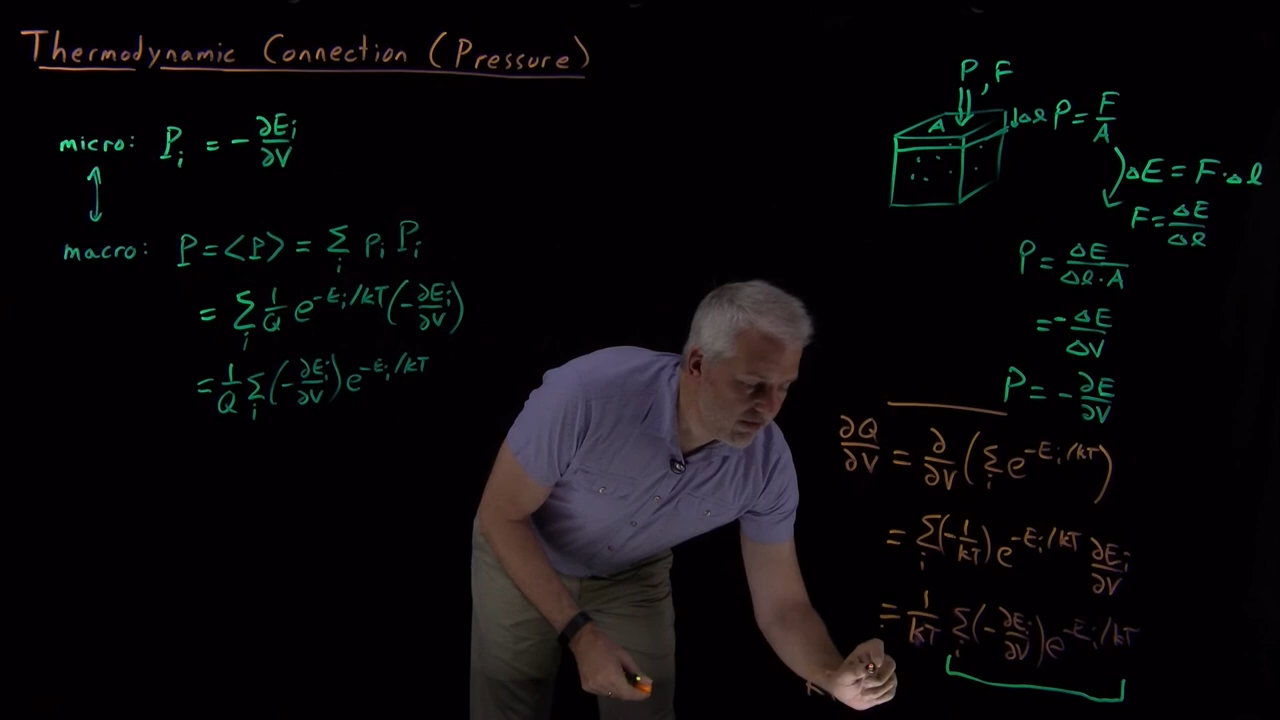 Thermodynamic Connection (Pressure)
micro: P_i = -∂E_i/∂V
↕
macro: P = <P> = Σ_i p_i P_i
= Σ_i 1/Q e^{-E_i/kT} (-∂E_i/∂V)
= 1/Q Σ_i (-∂E_i/∂V) e^{-E_i/kT}
P, F
A
↓Δl
P = F/A
ΔE = F·Δl
F = ΔE/Δl
P = ΔE/(Δl·A)
= -ΔE/ΔV
P = -∂E/∂V
∂Q/∂V = ∂/∂V (Σ_i e^{-E_i/kT})
= Σ_i (-1/kT) e^{-E_i/kT} ∂E_i/∂V
= 1/kT Σ_i (-∂E_i/∂V) e^{-E_i/kT}